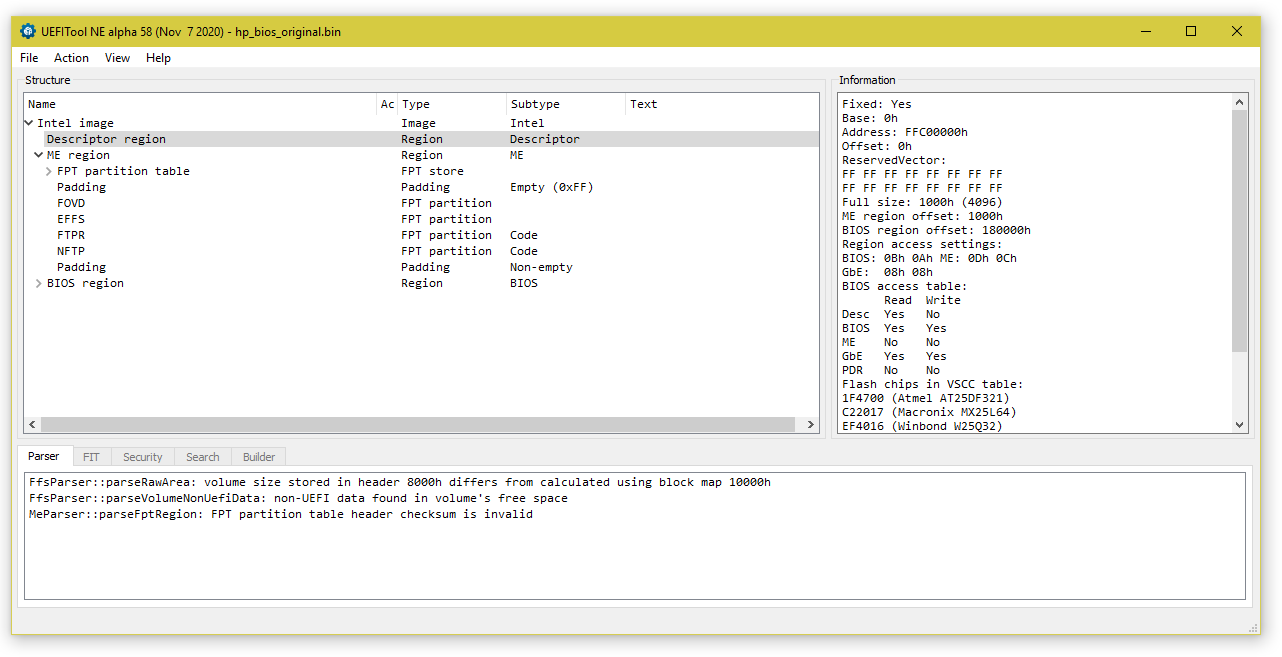 UEFITool NE alpha 58 (Nov  7 2020) - hp_bios_original.bin
File Action View Help
Structure
Name Ac Type Subtype Text
Intel image Image Intel
Descriptor region Region Descriptor
ME region Region ME
FPT partition table FPT store
Padding Padding Empty (0xFF)
FOVD FPT partition
EFFS FPT partition
FTPR FPT partition Code
NFTP FPT partition Code
Padding Padding Non-empty
BIOS region Region BIOS
Information
Fixed: Yes
Base: 0h
Address: FFC00000h
Offset: 0h
ReservedVector:
FF FF FF FF FF FF FF FF
FF FF FF FF FF FF FF FF
Full size: 1000h (4096)
ME region offset: 1000h
BIOS region offset: 180000h
Region access settings:
BIOS: 0Bh 0Ah ME: 0Dh 0Ch
GbE:  08h 08h
BIOS access table:
Read  Write
Desc  Yes   No
BIOS  Yes   Yes
ME    No    No
GbE   Yes   Yes
PDR   No    No
Flash chips in VSCC table:
1F4700 (Atmel AT25DF321)
C22017 (Macronix MX25L64)
EF4016 (Winbond W25Q32)
Parser FIT Security Search Builder
FfsParser::parseRawArea: volume size stored in header 8000h differs from calculated using block map 10000h
FfsParser::parseVolumeNonUefiData: non-UEFI data found in volume's free space
MeParser::parseFptRegion: FPT partition table header checksum is invalid